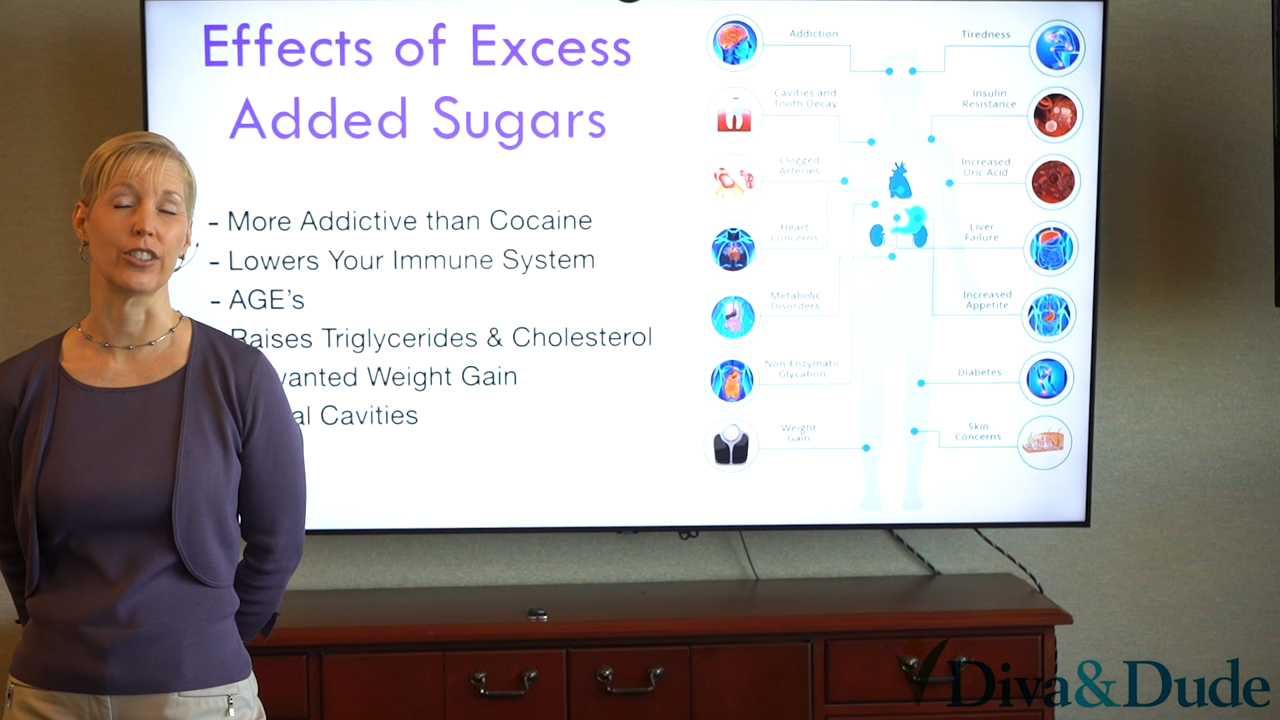 Effects of Excess
Added Sugars
- More Addictive than Cocaine
- Lowers Your Immune System
- AGE's
Raises Triglycerides & Cholesterol
Weight Gain
Cavities
Addiction
Cavities and
Tooth Decay
Clogged
Arteries
Heart
Concerns
Metabolic
Disorders
Non Enzymatic
Glycation
Weight
Gain
Tiredness
Insulin
Resistance
Increased
Uric Acid
Liver
Failure
Increased
Appetite
Diabetes
Skin
Concerns
Diva&Dude